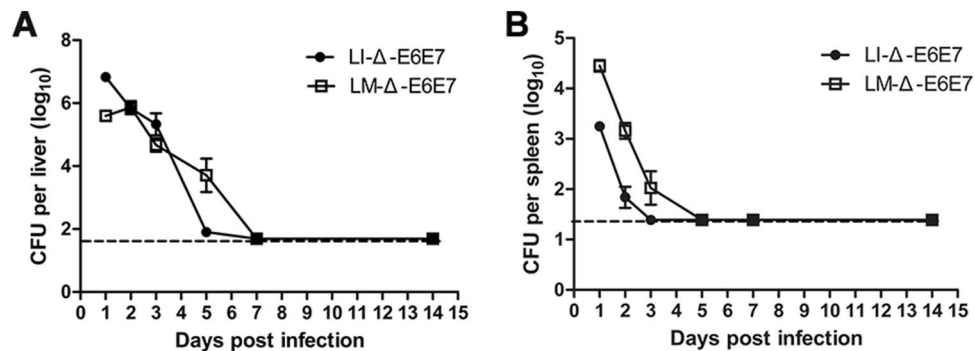 A
CFU per liver (log10)
8
6
4
2
0
LI-Δ-E6E7
LM-Δ-E6E7
0 1 2 3 4 5 6 7 8 9 10 11 12 13 14 15
Days post infection
B
CFU per spleen (log10)
5
4
3
2
1
0
LI-Δ-E6E7
LM-Δ-E6E7
0 1 2 3 4 5 6 7 8 9 10 11 12 13 14 15
Days post infection